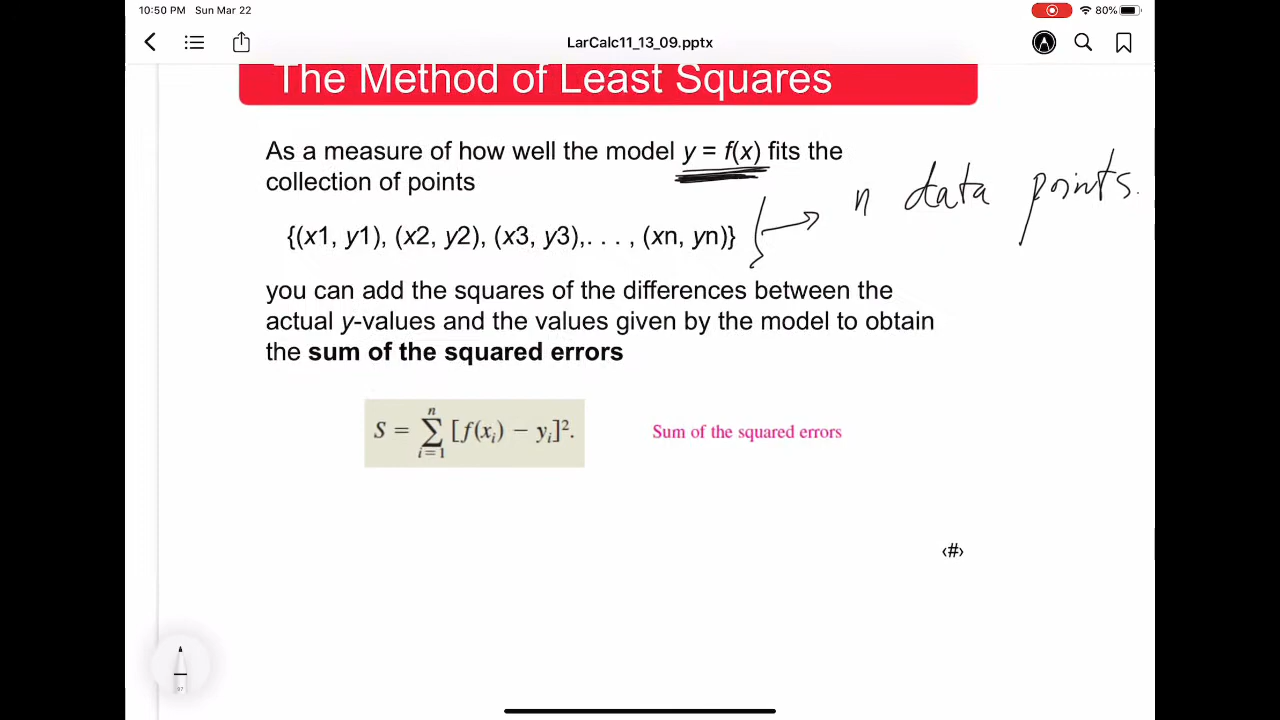 10:50 PM Sun Mar 22
80%
LarCalc11_13_09.pptx
The Method of Least Squares
As a measure of how well the model y = f(x) fits the
collection of points
n data points.
{(x1, y1), (x2, y2), (x3, y3),. . . , (xn, yn)}
you can add the squares of the differences between the
actual y-values and the values given by the model to obtain
the sum of the squared errors
S = n∑i=1 [f(xᵢ) − yᵢ]².
Sum of the squared errors
‹#›
97